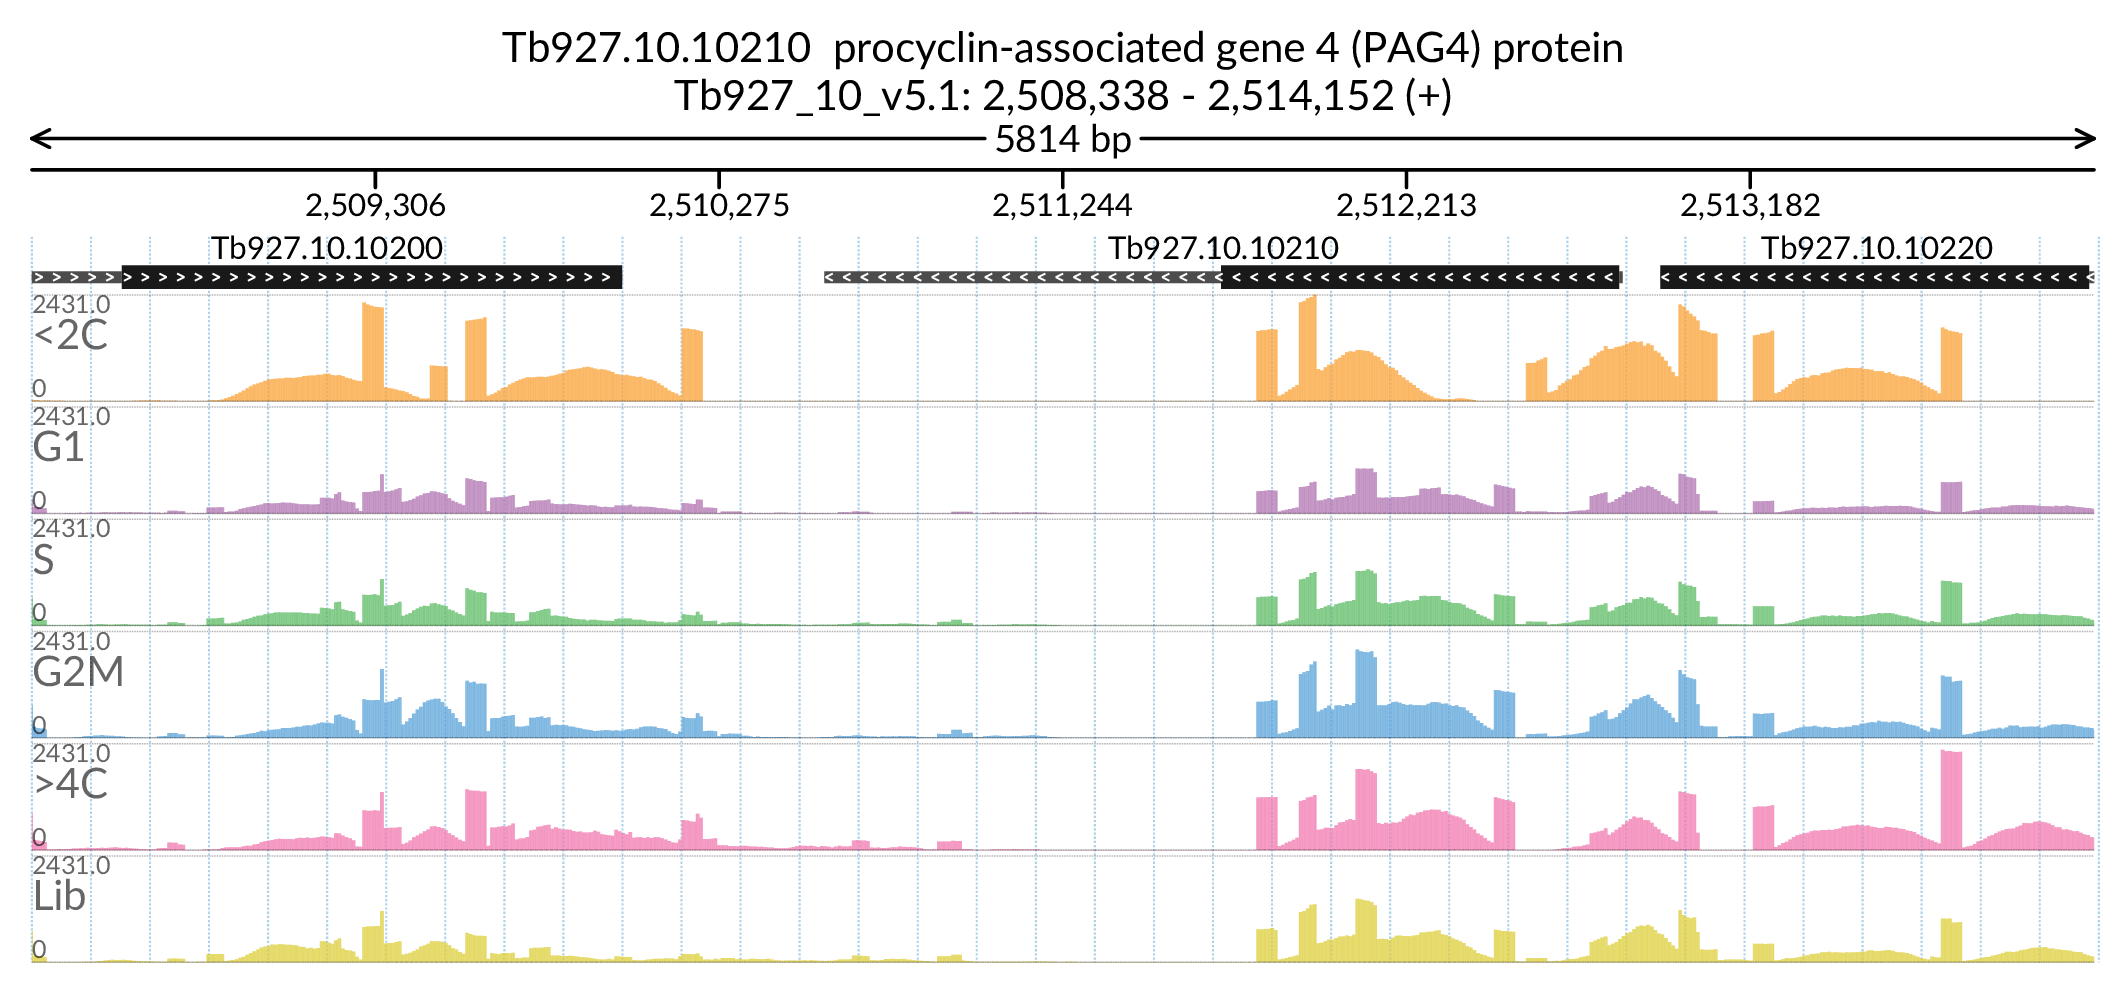 Tb927.10.10210  procyclin-associated gene 4 (PAG4) protein
Tb927_10_v5.1: 2,508,338 - 2,514,152 (+)
5814 bp
2,509,306 2,510,275 2,511,244 2,512,213 2,513,182
Tb927.10.10200 Tb927.10.10210 Tb927.10.10220
2431.0
<2C
0
2431.0
G1
0
2431.0
S
0
2431.0
G2M
0
2431.0
>4C
0
2431.0
Lib
0